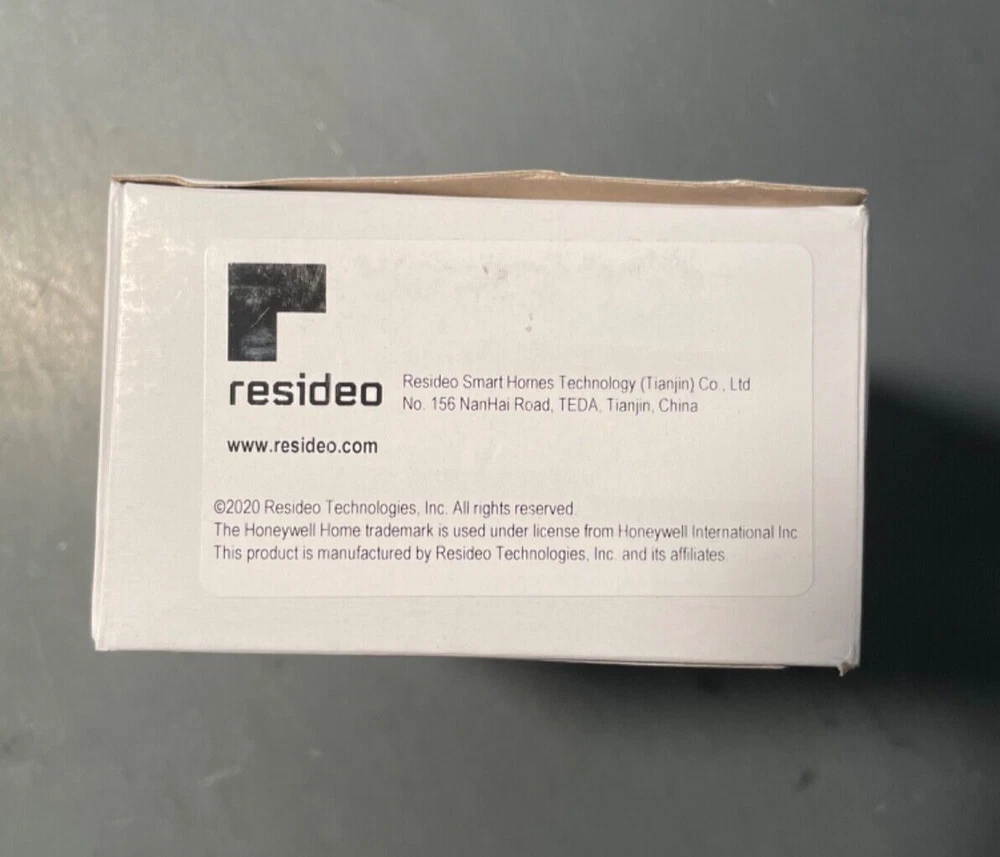 resideo
Resideo Smart Homes Technology (Tianjin) Co., Ltd
No. 156 NanHai Road, TEDA, Tianjin, China
www.resideo.com
©2020 Resideo Technologies, Inc. All rights reserved.
The Honeywell Home trademark is used under license from Honeywell International Inc
This product is manufactured by Resideo Technologies, Inc. and its affiliates